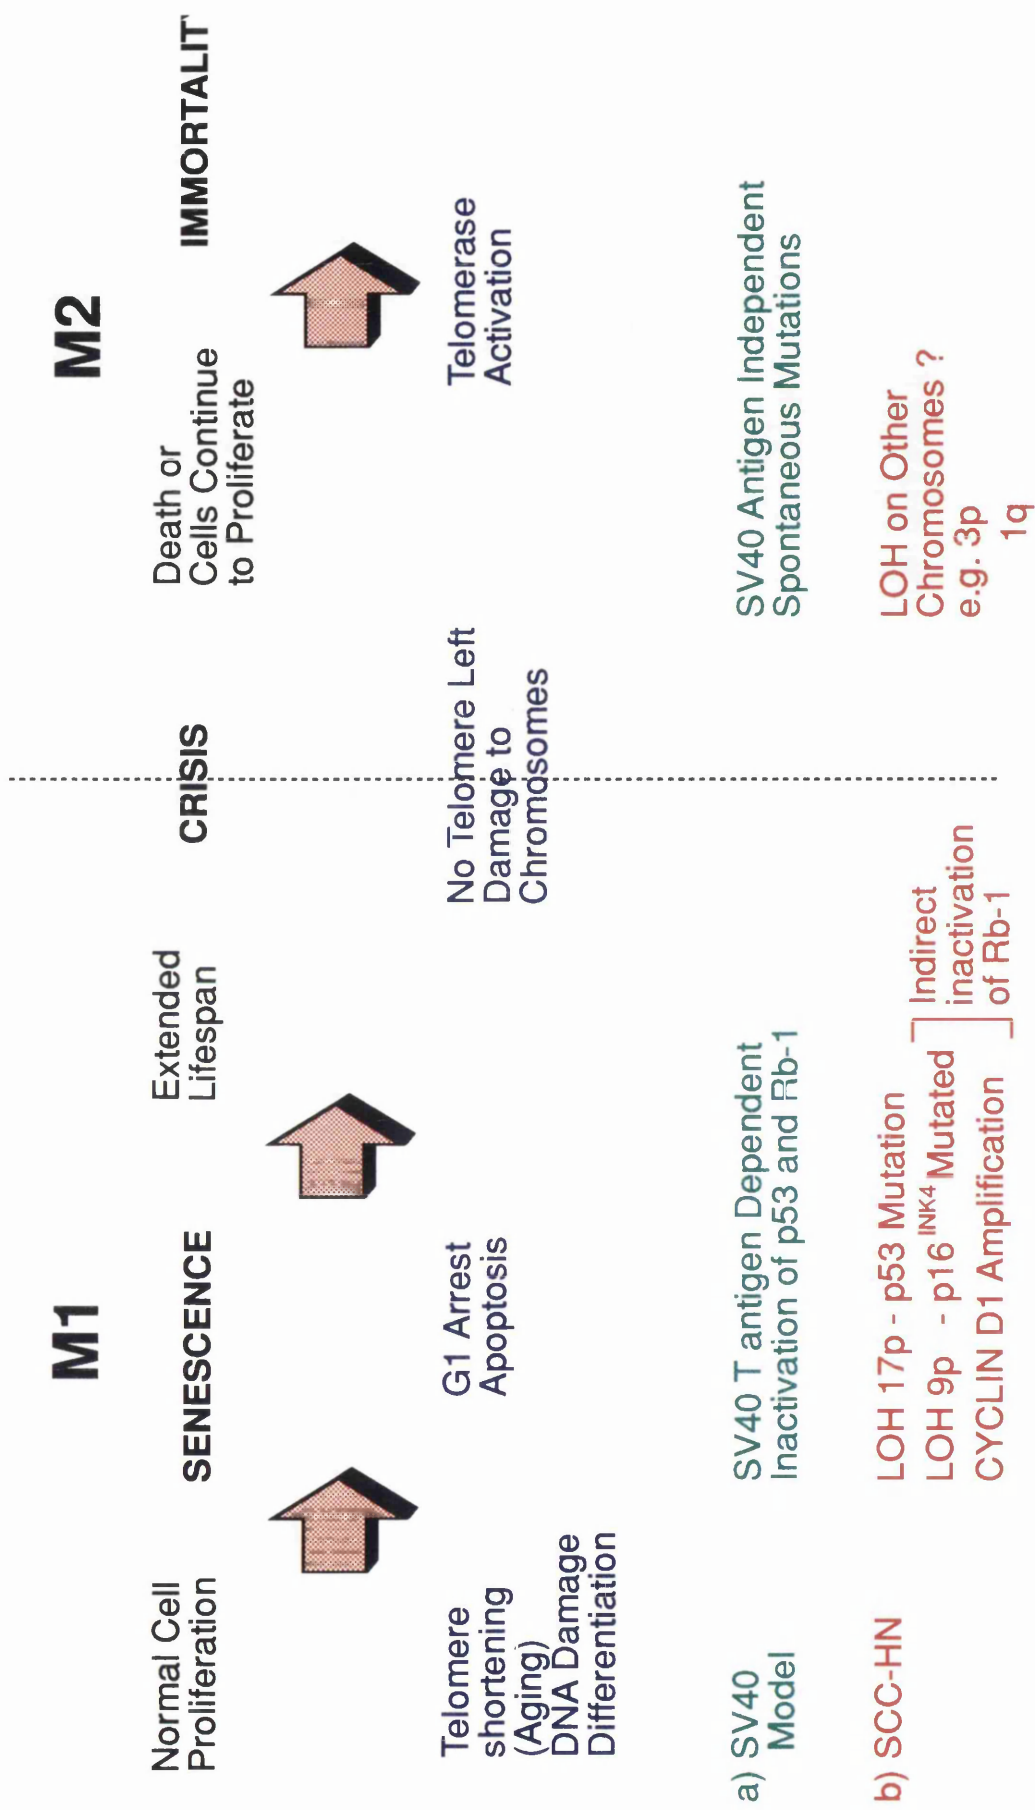 M1
M2
Normal Cell
Proliferation
SENESCENCE
Extended
Lifespan
CRISIS
Death or
Cells Continue
to Proliferate
IMMORTALIT
Telomere
shortening
(Aging)
DNA Damage
Differentiation
G1 Arrest
Apoptosis
No Telomere Left
Damage to
Chromosomes
Telomerase
Activation
a) SV40
Model
SV40 T antigen Dependent
Inactivation of p53 and Rb-1
SV40 Antigen Independent
Spontaneous Mutations
b) SCC-HN
LOH 17p - p53 Mutation
LOH 9p - p16 INK4 Mutated
CYCLIN D1 Amplification
Indirect
inactivation
of Rb-1
LOH on Other
Chromosomes ?
e.g. 3p
1q